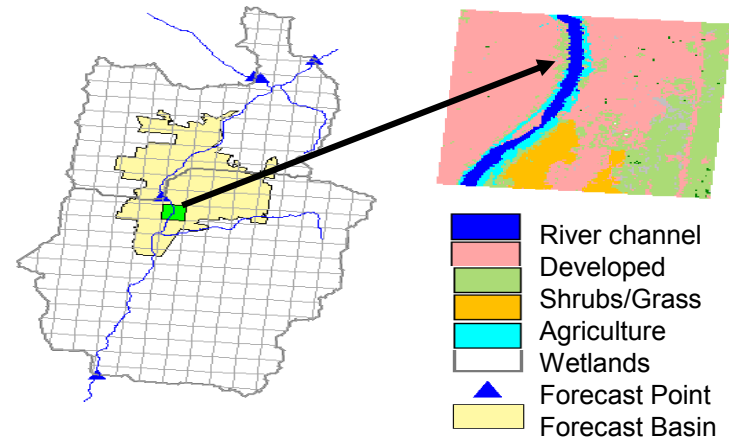 River channel
Developed
Shrubs/Grass
Agriculture
Wetlands
Forecast Point
Forecast Basin